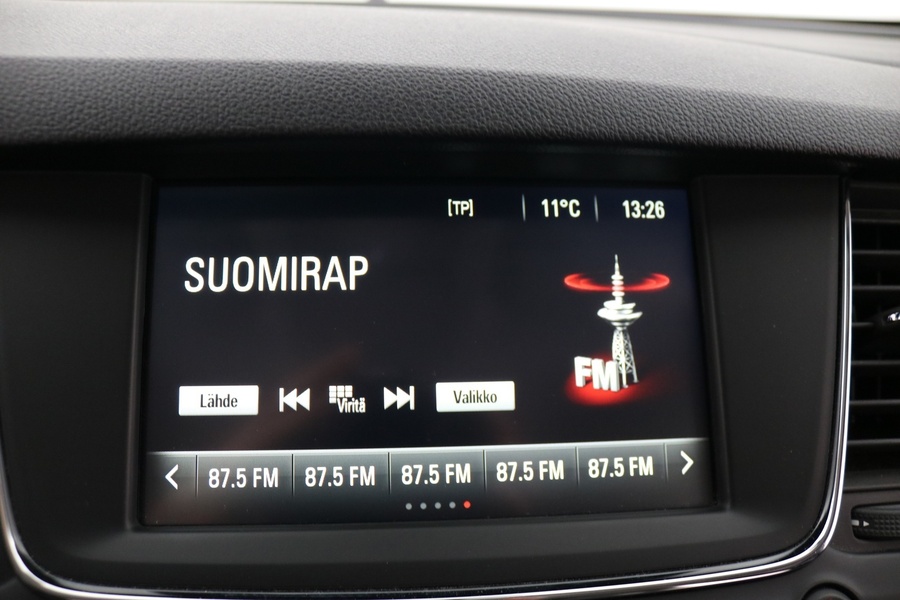 [TP] 11°C 13:26
SUOMIRAP
FM
Lähde Viritä Valikko
87.5 FM 87.5 FM 87.5 FM 87.5 FM 87.5 FM